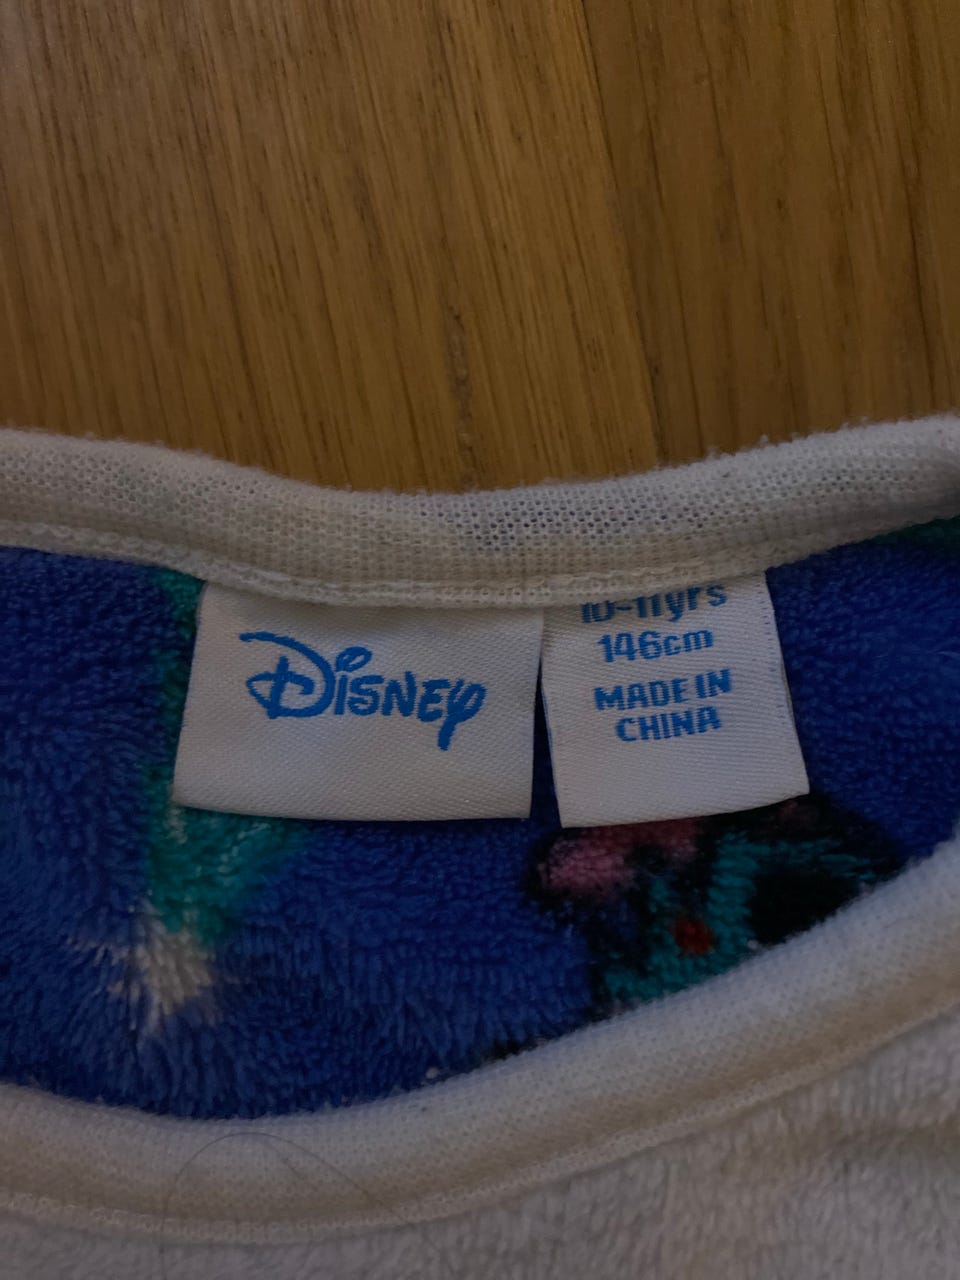 Disney
10-11yrs
146cm
MADE IN
CHINA